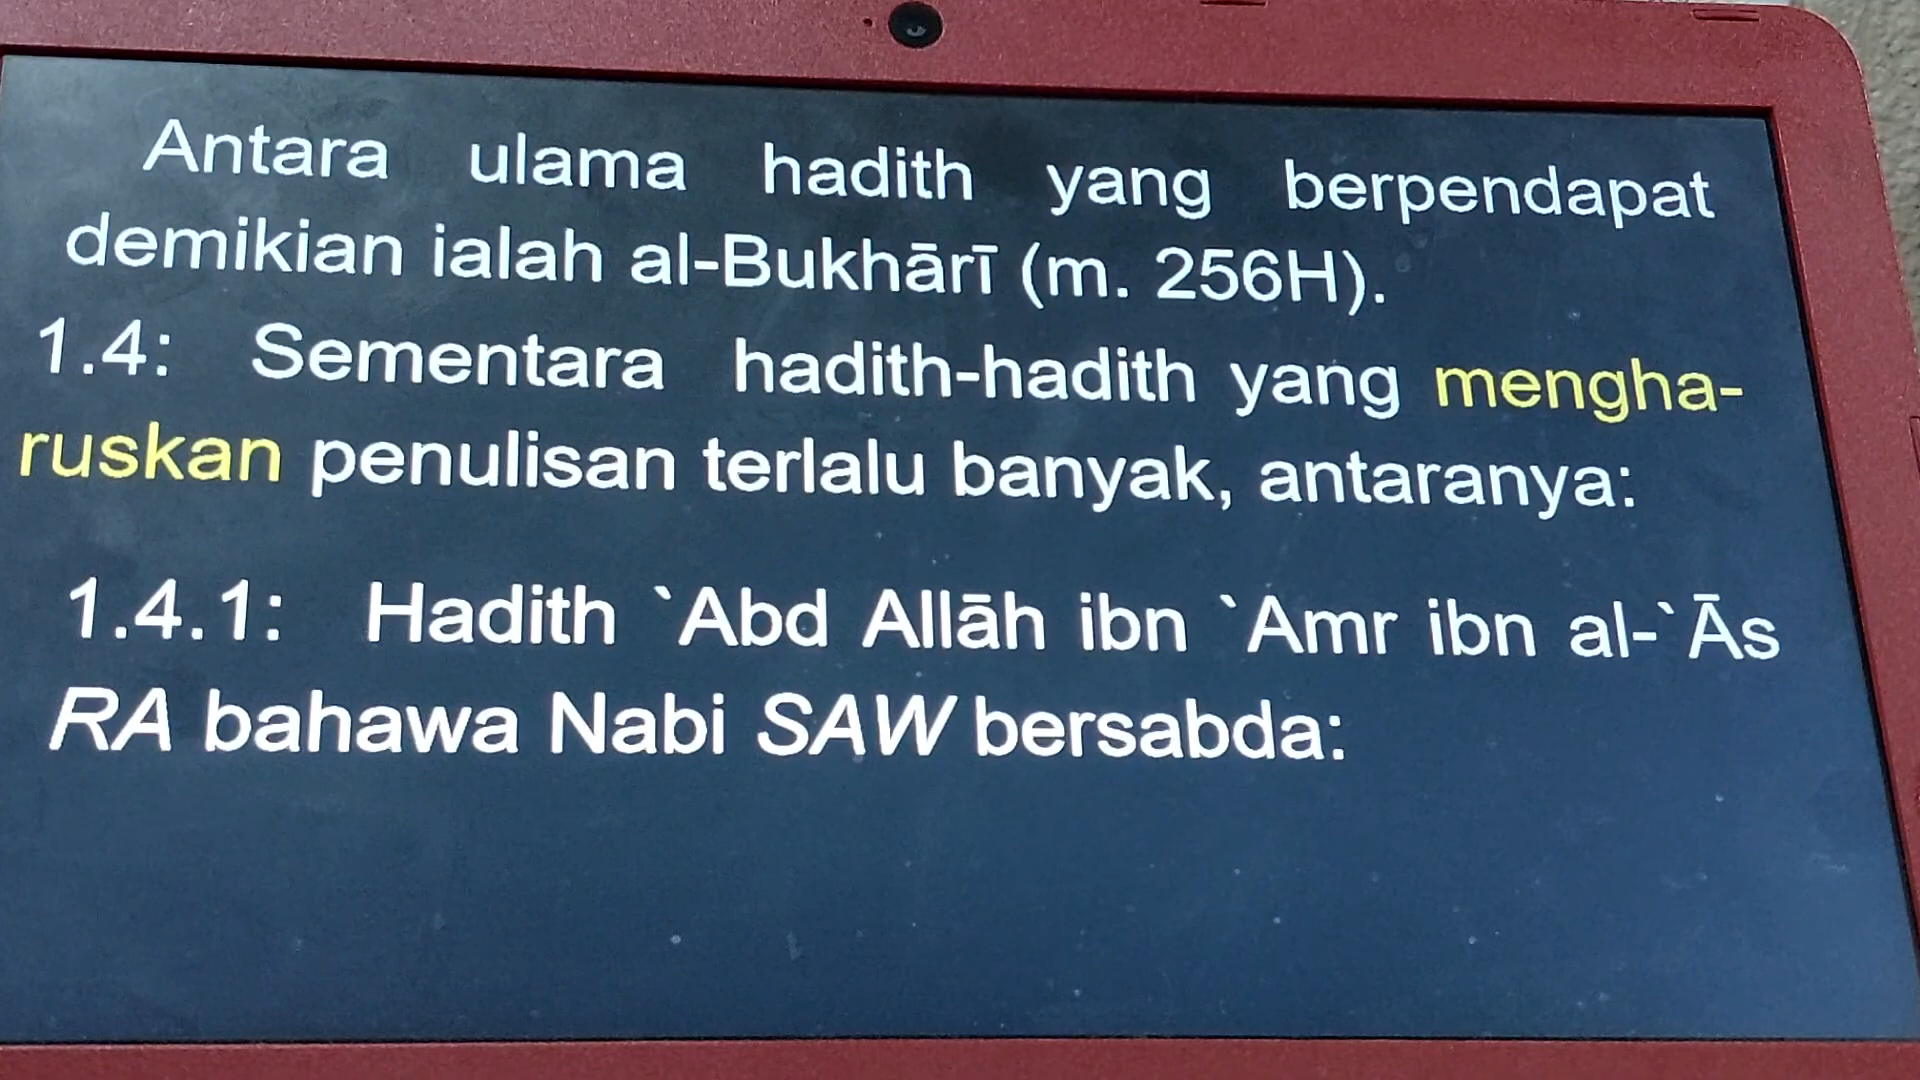 Antara ulama hadith yang berpendapat
demikian ialah al-Bukhārī (m. 256H).
1.4: Sementara hadith-hadith yang mengha-
ruskan penulisan terlalu banyak, antaranya:
1.4.1: Hadith `Abd Allāh ibn `Amr ibn al-`Ās
RA bahawa Nabi SAW bersabda: